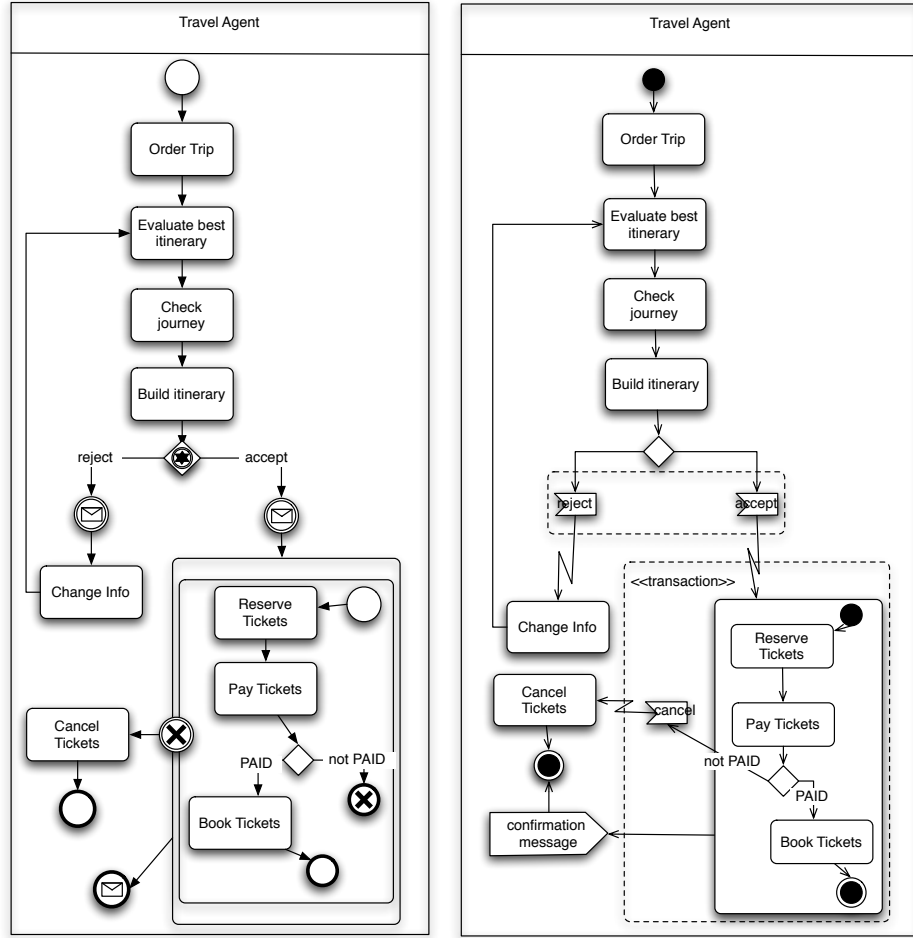 Travel Agent
Order Trip
Evaluate best
itinerary
Check
journey
Build itinerary
reject
accept
Change Info
Reserve
Tickets
Pay Tickets
Cancel
Tickets
PAID
not PAID
Book Tickets
Travel Agent
Order Trip
Evaluate best
itinerary
Check
journey
Build itinerary
reject
accept
<<transaction>>
Change Info
Reserve
Tickets
Cancel
Tickets
cancel
Pay Tickets
not PAID
PAID
confirmation
message
Book Tickets